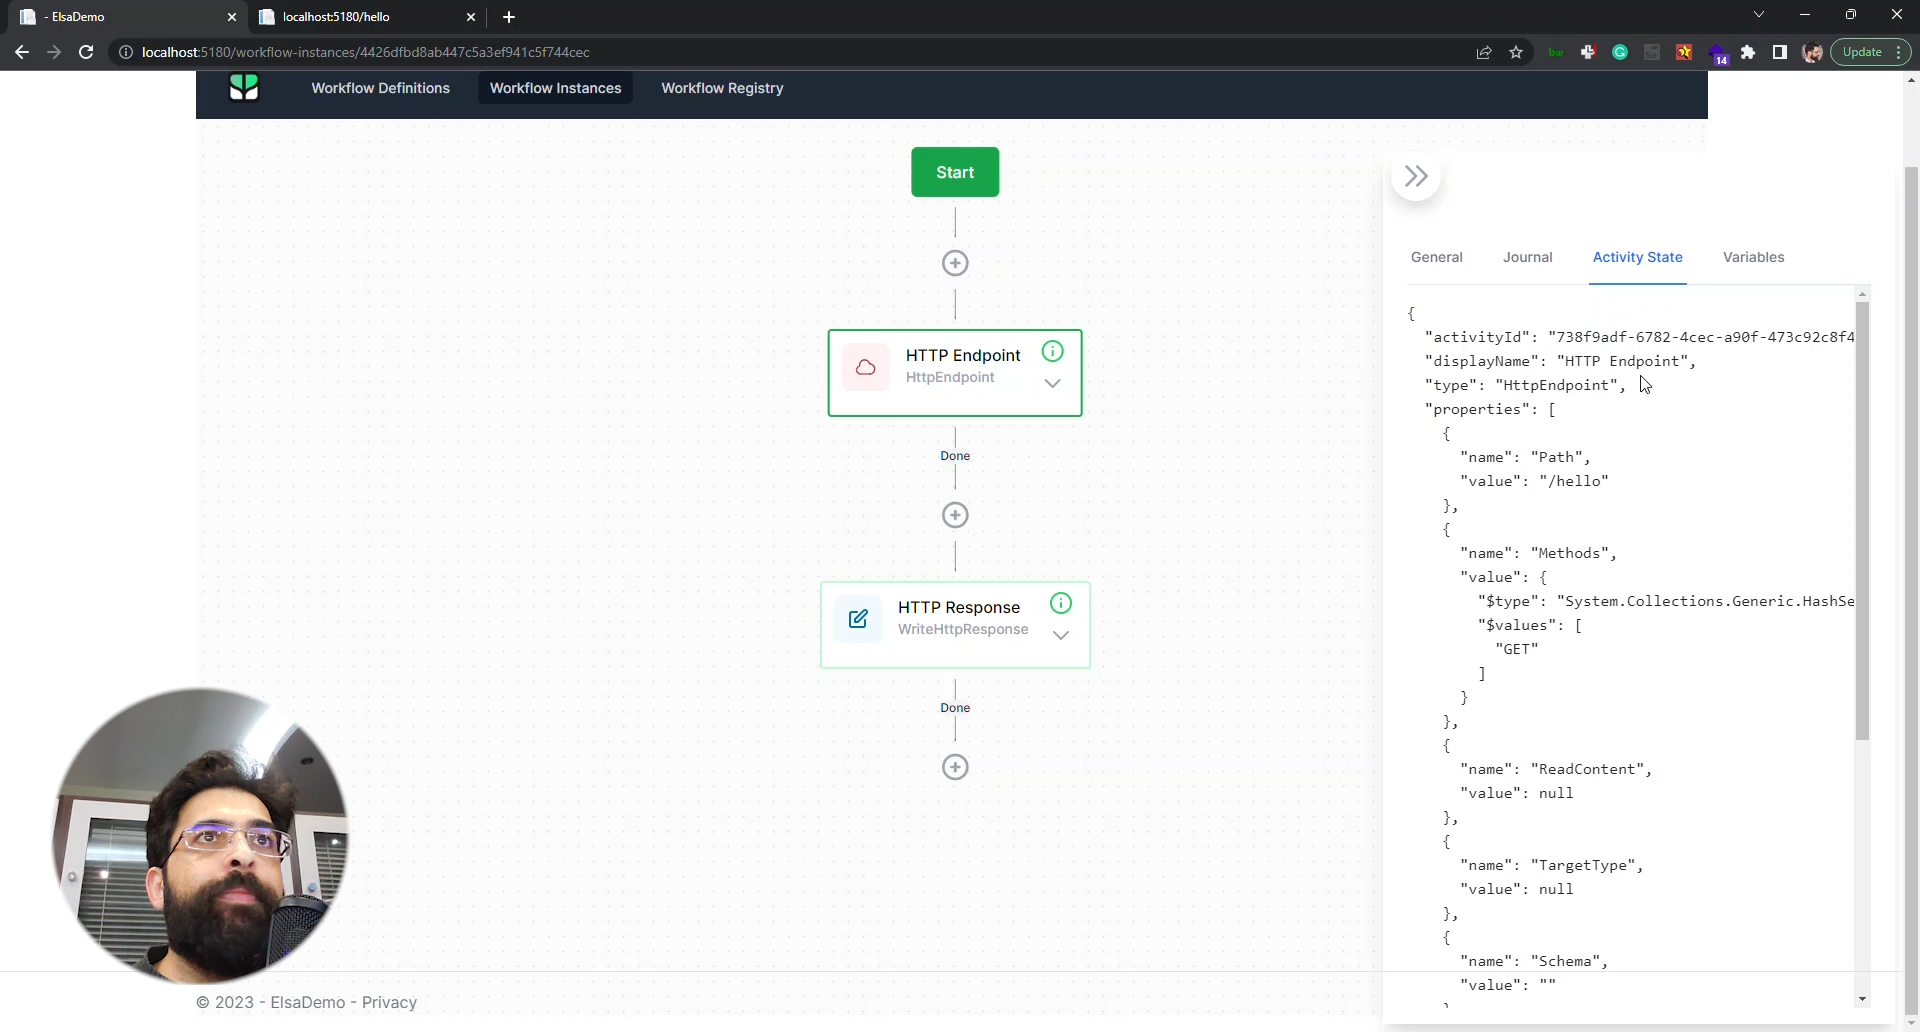 - ElsaDemo
localhost:5180/hello
localhost:5180/workflow-instances/4426dfbd8ab447c5a3ef941c5f744cec
14
Update
Workflow Definitions
Workflow Instances
Workflow Registry
Start
HTTP Endpoint
HttpEndpoint
Done
HTTP Response
WriteHttpResponse
Done
General
Journal
Activity State
Variables
{
"activityId": "738f9adf-6782-4cec-a90f-473c92c8f4
"displayName": "HTTP Endpoint",
"type": "HttpEndpoint",
"properties": [
{
"name": "Path",
"value": "/hello"
},
{
"name": "Methods",
"value": {
"$type": "System.Collections.Generic.HashSe
"$values": [
"GET"
]
}
},
{
"name": "ReadContent",
"value": null
},
{
"name": "TargetType",
"value": null
},
{
"name": "Schema",
"value": ""
© 2023 - ElsaDemo - Privacy